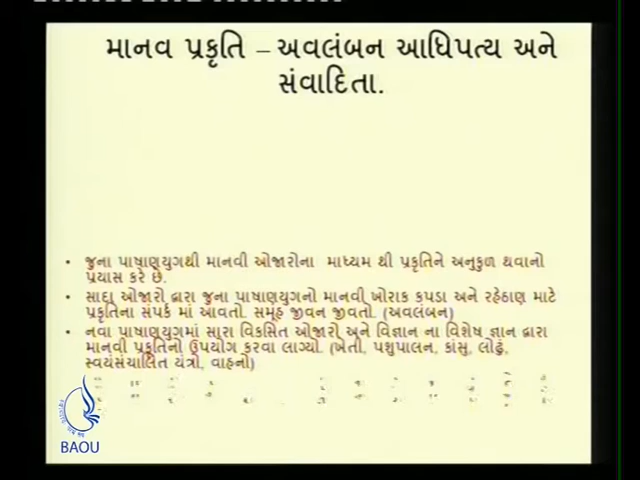 માનવ પ્રકૃતિ – અવલંબન આધિપત્ય અને
સંવાદિતા.
• જુના પાષાણયુગથી માનવી ઓજારોના માધ્યમ થી પ્રકૃતિને અનુકુળ થવાનો
પ્રયાસ કરે છે.
• સાદા ઓજારો દ્વારા જુના પાષાણયુગનો માનવી ખોરાક કપડા અને રહેઠાણ માટે
પ્રકૃતિના સંપર્ક માં આવતો. સમૂહ જીવન જીવતો. (અવલંબન)
• નવા પાષાણયુગમાં સારા વિકસિત ઓજારો અને વિજ્ઞાન ના વિશેષ જ્ઞાન દ્વારા
માનવી પ્રકૃતિનો ઉપયોગ કરવા લાગ્યો. (ખેતી, પશુપાલન, કાંસુ, લોઢું,
સ્વયંસંચાલિત યંત્રો, વાહનો)
BAOU